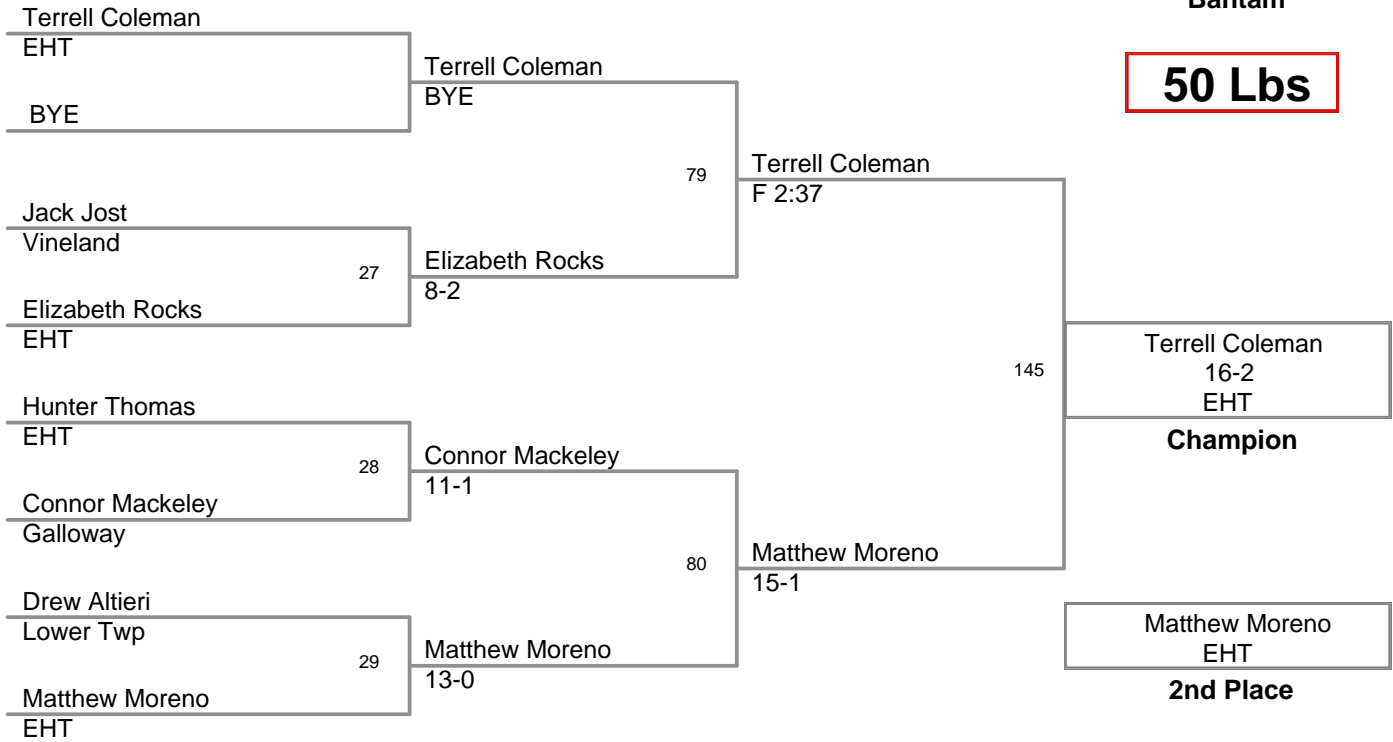 Bantam
50 Lbs
Terrell Coleman
EHT
BYE
Jack Jost
Vineland
27
Elizabeth Rocks
EHT
Hunter Thomas
EHT
28
Connor Mackeley
Galloway
Drew Altieri
Lower Twp
29
Matthew Moreno
EHT
Terrell Coleman
BYE
79
Elizabeth Rocks
8-2
Connor Mackeley
11-1
80
Matthew Moreno
13-0
Terrell Coleman
F 2:37
145
Matthew Moreno
15-1
Terrell Coleman
16-2
EHT
Champion
Matthew Moreno
EHT
2nd Place